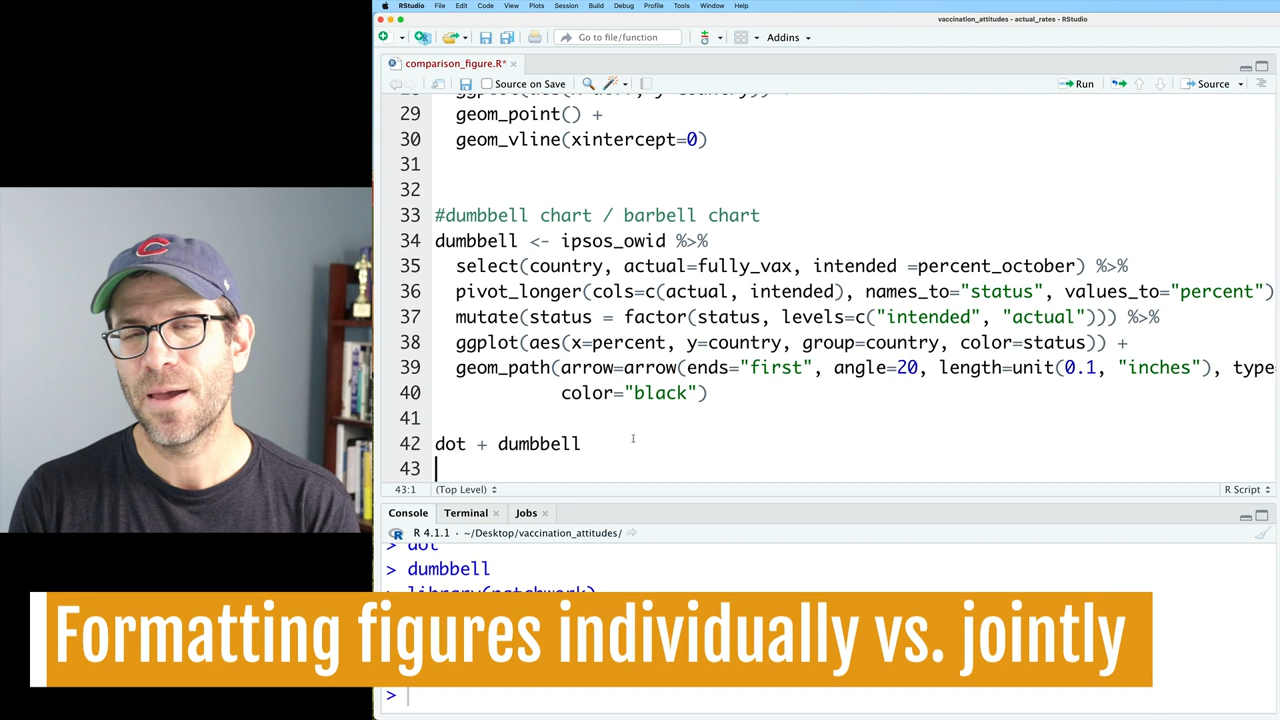 RStudio File Edit Code View Plots Session Build Debug Profile Tools Window Help
vaccination_attitudes - actual_rates - RStudio
Go to file/function Addins
comparison_figure.R*
Source on Save Run Source
29 geom_point() +
30 geom_vline(xintercept=0)
31
32
33 #dumbbell chart / barbell chart
34 dumbbell <- ipsos_owid %>%
35 select(country, actual=fully_vax, intended =percent_october) %>%
36 pivot_longer(cols=c(actual, intended), names_to="status", values_to="percent")
37 mutate(status = factor(status, levels=c("intended", "actual"))) %>%
38 ggplot(aes(x=percent, y=country, group=country, color=status)) +
39 geom_path(arrow=arrow(ends="first", angle=20, length=unit(0.1, "inches"), type
40 color="black")
41
42 dot + dumbbell
43
43:1 (Top Level) R Script
Console Terminal Jobs
R 4.1.1 · ~/Desktop/vaccination_attitudes/
> dot
> dumbbell
> library(patchwork)
Formatting figures individually vs. jointly
>